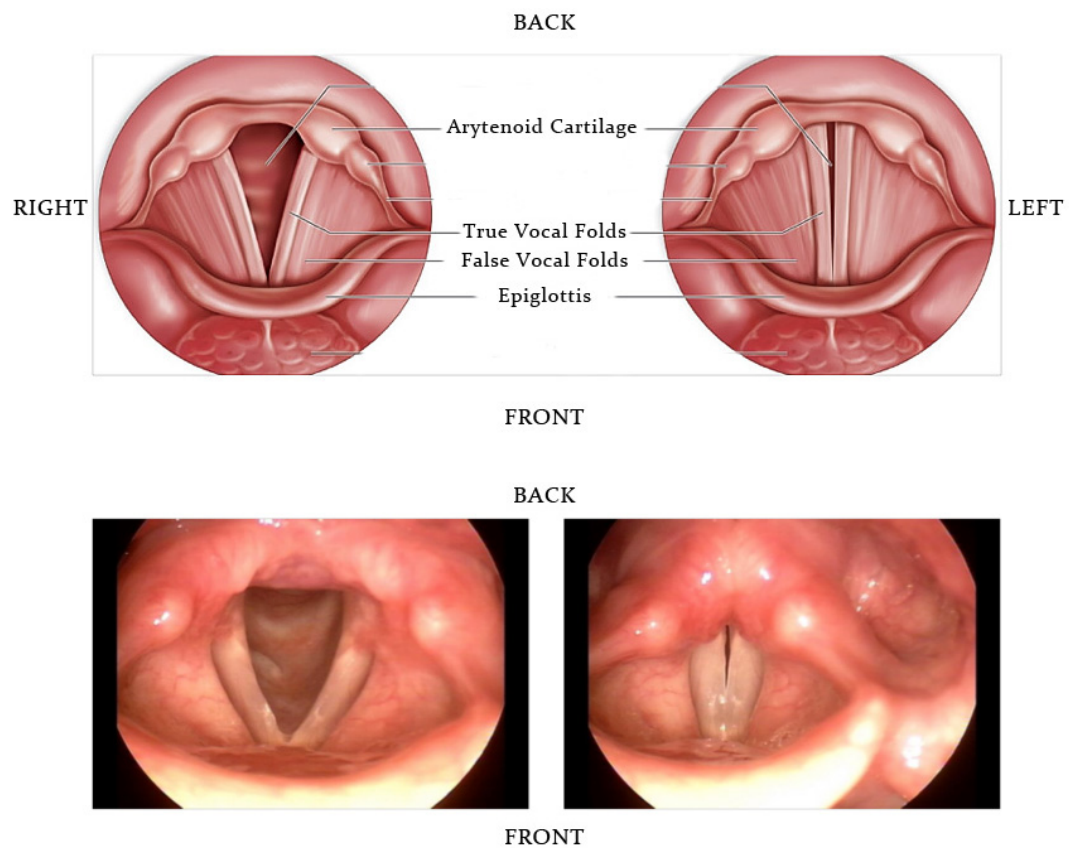 BACK
Arytenoid Cartilage
RIGHT
LEFT
True Vocal Folds
False Vocal Folds
Epiglottis
FRONT
BACK
FRONT